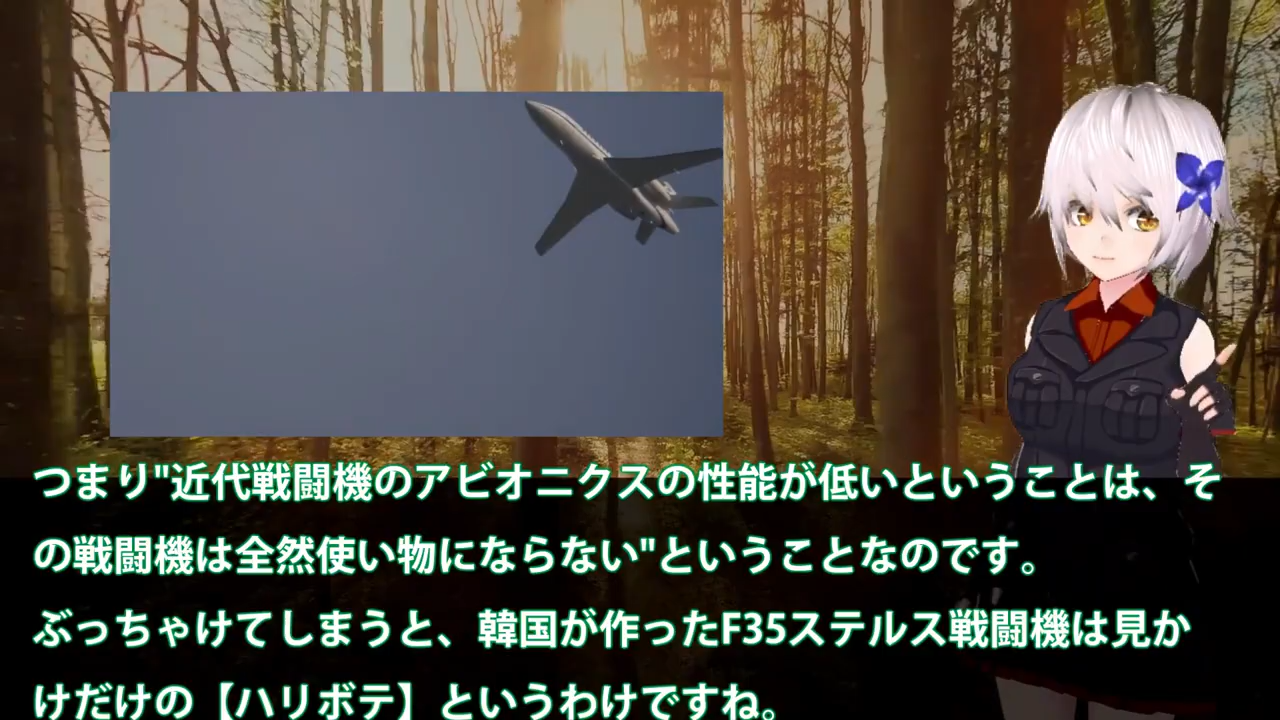 つまり"近代戦闘機のアビオニクスの性能が低いということは、そ
の戦闘機は全然使い物にならない"ということなのです。
ぶっちゃけてしまうと、韓国が作ったF35ステルス戦闘機は見か
けだけの【ハリボテ】というわけですね。